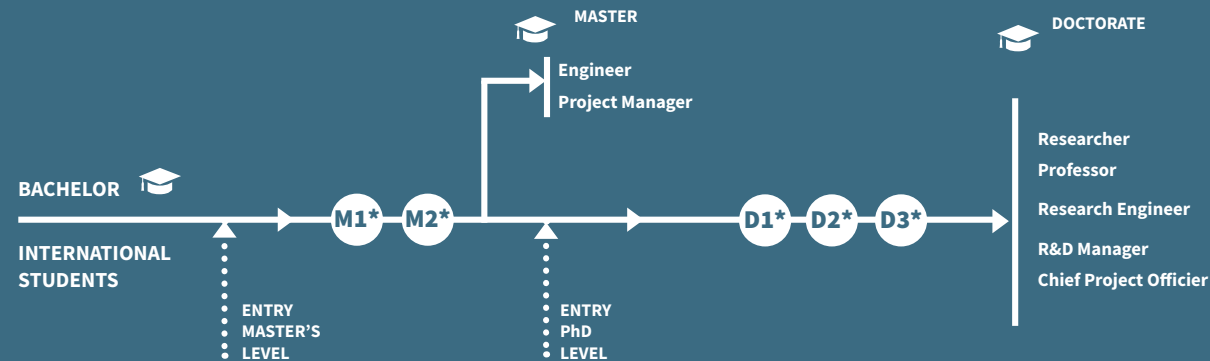 MASTER
DOCTORATE
Engineer
Project Manager
Researcher
Professor
Research Engineer
R&D Manager
Chief Project Officier
BACHELOR
M1*
M2*
D1*
D2*
D3*
INTERNATIONAL
STUDENTS
ENTRY
MASTER’S
LEVEL
ENTRY
PhD
LEVEL